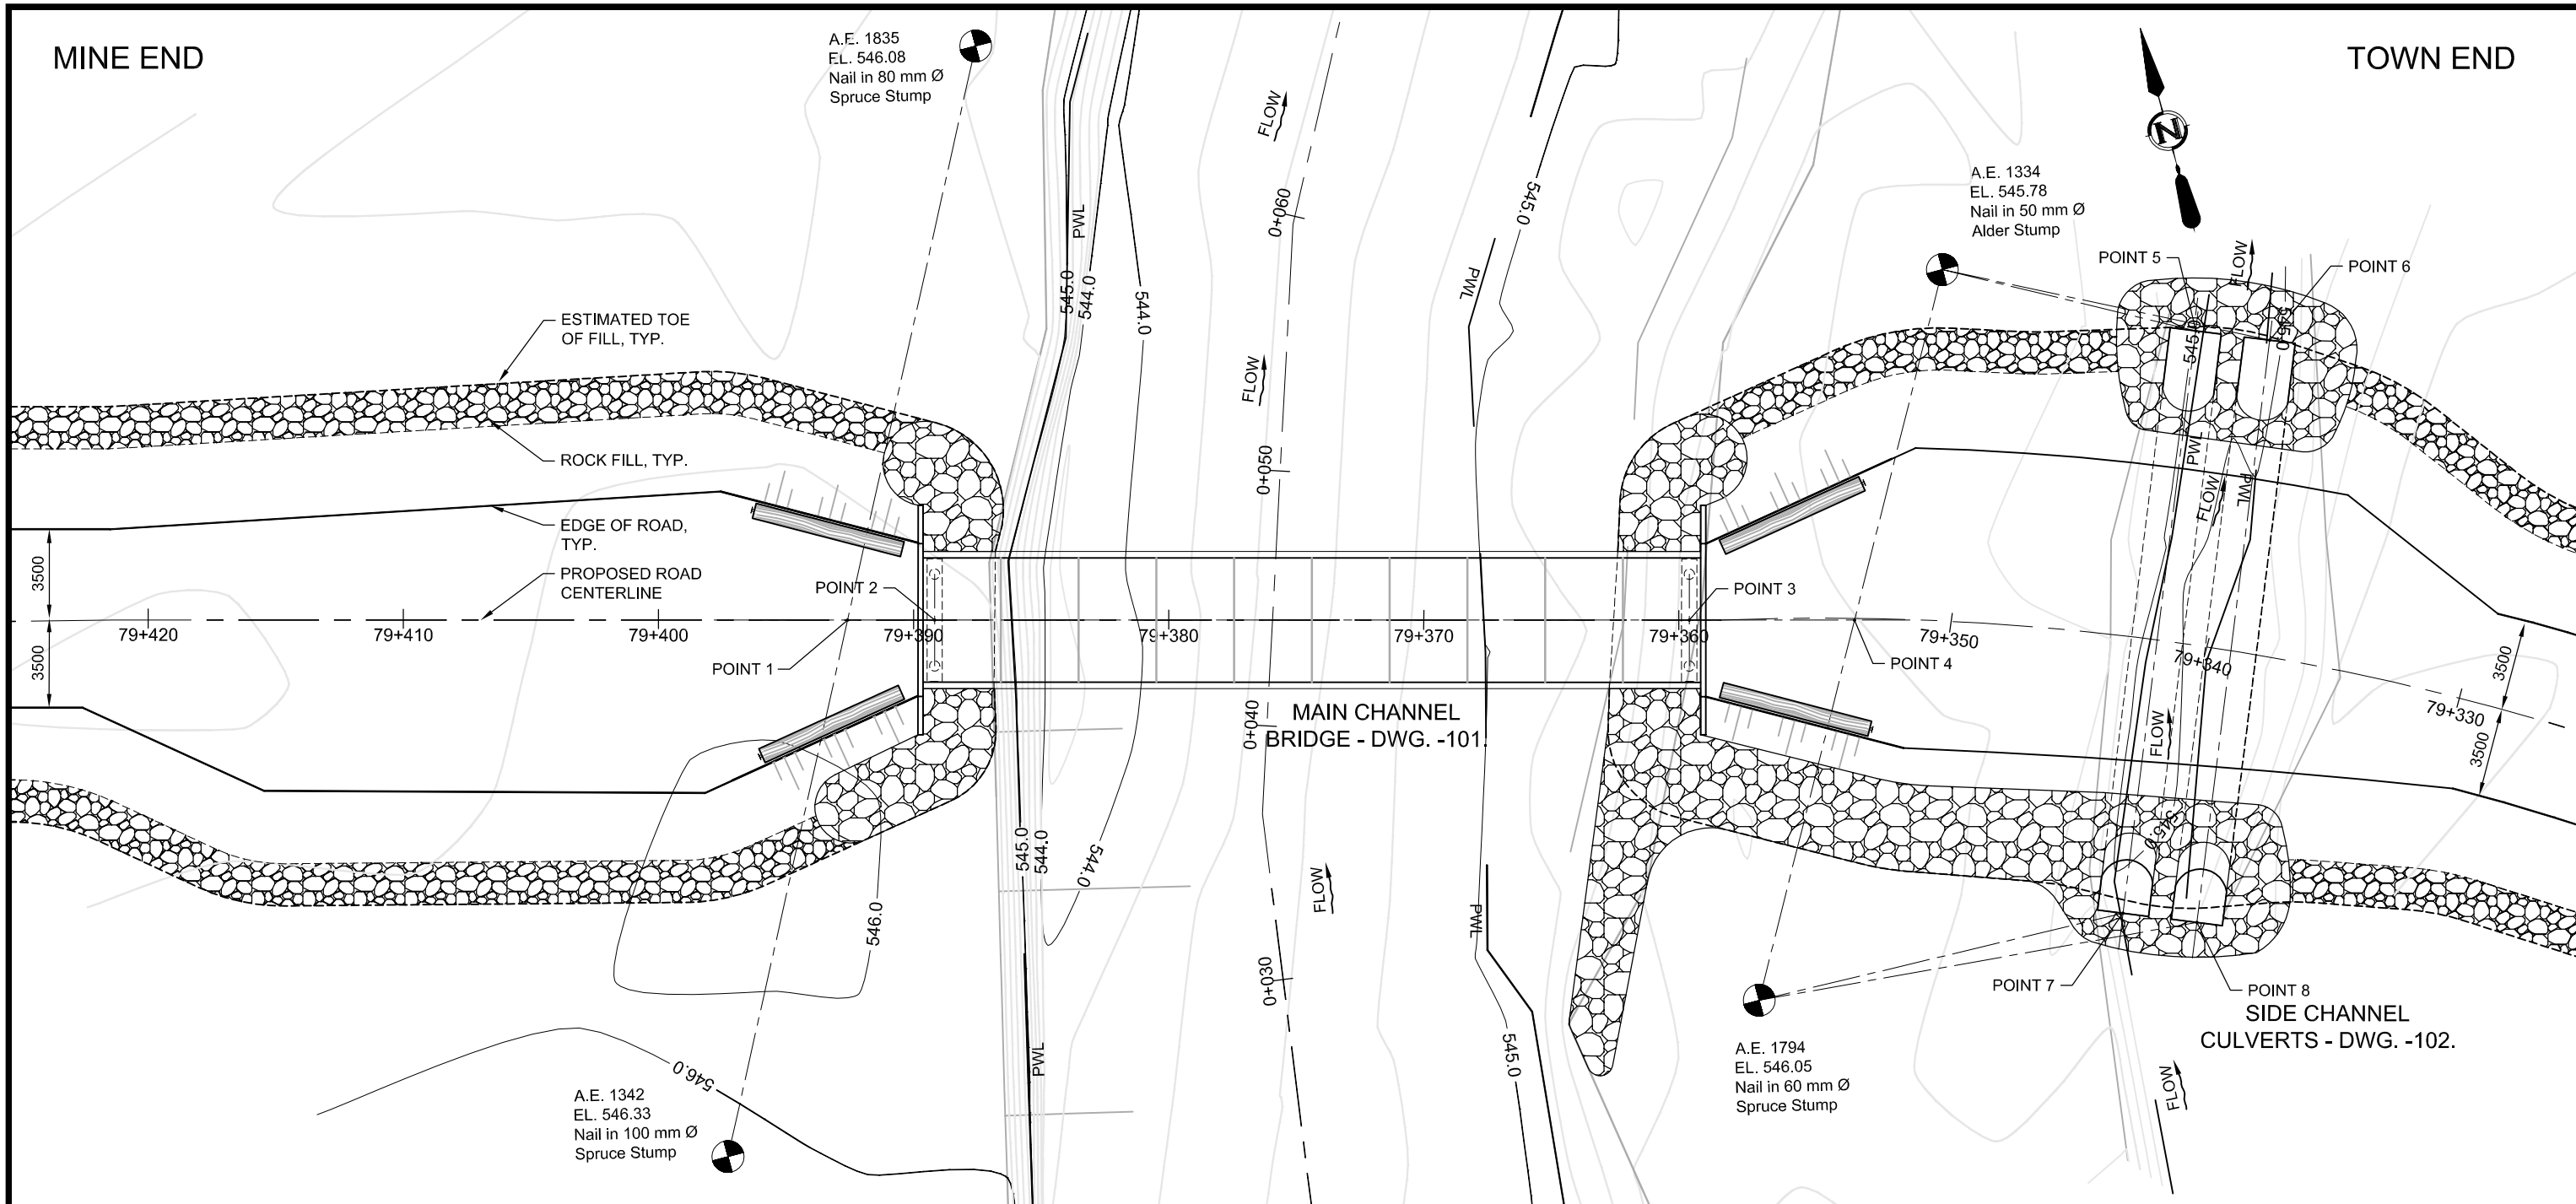 MINE END
TOWN END
A.E. 1835
EL. 546.08
Nail in 80 mm Ø
Spruce Stump
FLOW
N
A.E. 1334
EL. 545.78
Nail in 50 mm Ø
Alder Stump
PWL
545.0
0+060
POINT 5
FLOW
POINT 6
545.0
544.0
544.0
PWL
ESTIMATED TOE
OF FILL, TYP.
545.0
545.0
FLOW
ROCK FILL, TYP.
0+050
PWL
PWL
FLOW
EDGE OF ROAD,
TYP.
3500
PROPOSED ROAD
CENTERLINE
POINT 2
POINT 3
79+420
79+410
79+400
79+390
79+380
79+370
79+360
79+350
79+340
79+330
3500
POINT 1
POINT 4
3500
3500
0+040
MAIN CHANNEL
BRIDGE - DWG. -101.
FLOW
545.0
544.0
544.0
545.0
FLOW
546.0
PWL
0+030
POINT 7
POINT 8
SIDE CHANNEL
CULVERTS - DWG. -102.
PWL
546.0
545.0
A.E. 1794
EL. 546.05
Nail in 60 mm Ø
Spruce Stump
FLOW
A.E. 1342
EL. 546.33
Nail in 100 mm Ø
Spruce Stump